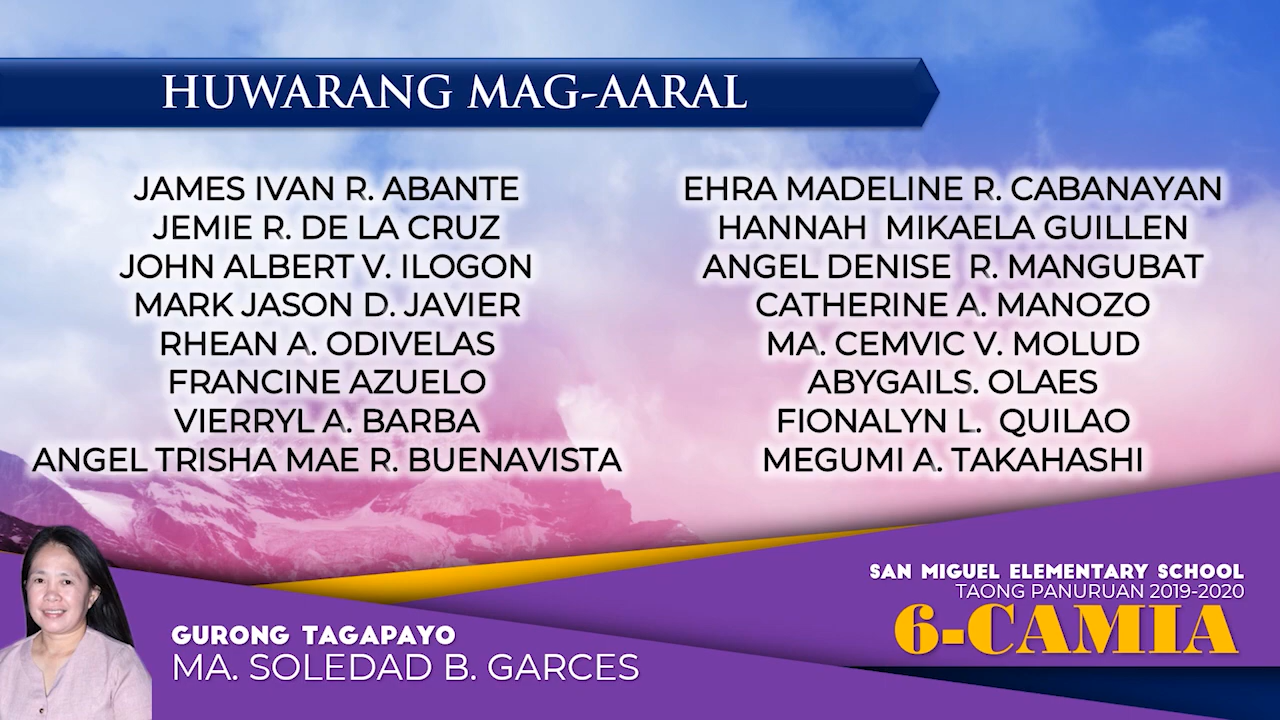 HUWARANG MAG-AARAL
JAMES IVAN R. ABANTE
JEMIE R. DE LA CRUZ
JOHN ALBERT V. ILOGON
MARK JASON D. JAVIER
RHEAN A. ODIVELAS
FRANCINE AZUELO
VIERRYL A. BARBA
ANGEL TRISHA MAE R. BUENAVISTA
EHRA MADELINE R. CABANAYAN
HANNAH  MIKAELA GUILLEN
ANGEL DENISE  R. MANGUBAT
CATHERINE A. MANOZO
MA. CEMVIC V. MOLUD
ABYGAILS. OLAES
FIONALYN L.  QUILAO
MEGUMI A. TAKAHASHI
GURONG TAGAPAYO
MA. SOLEDAD B. GARCES
SAN MIGUEL ELEMENTARY SCHOOL
TAONG PANURUAN 2019-2020
6-CAMIA